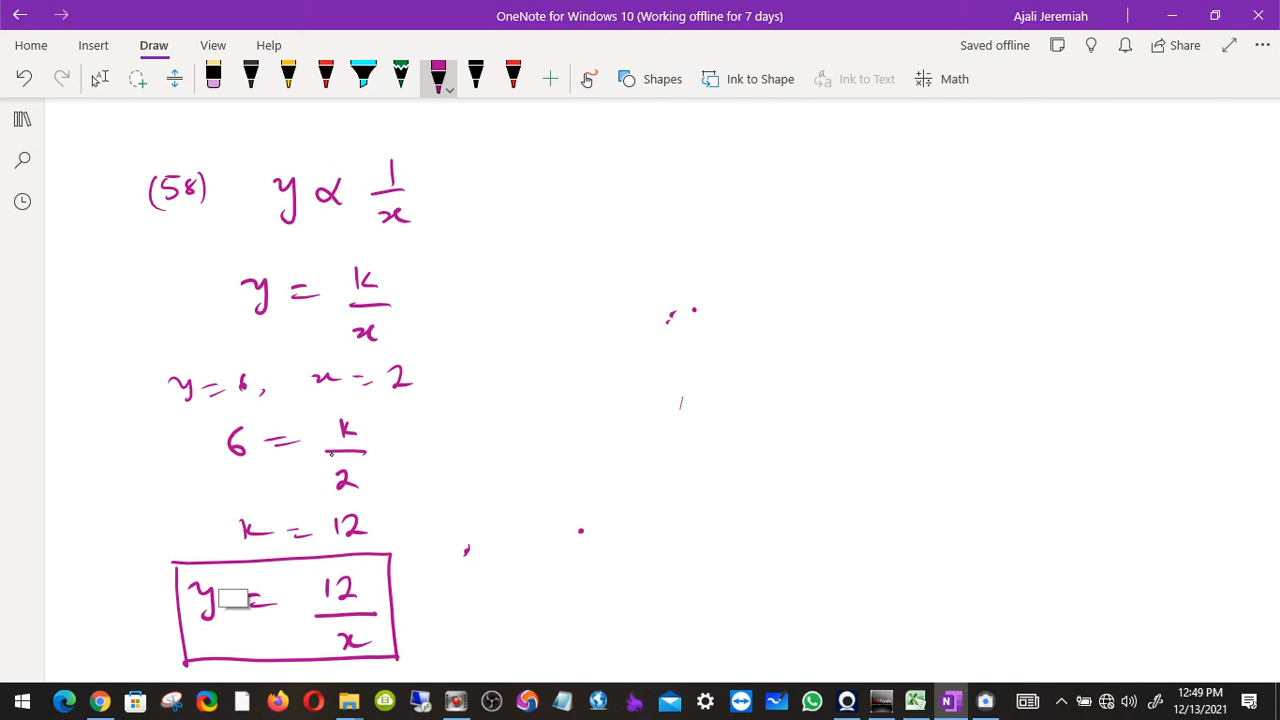 OneNote for Windows 10 (Working offline for 7 days)
Ajali Jeremiah
Home Insert Draw View Help
Saved offline
Share
Shapes
Ink to Shape
Ink to Text
Math
(58) y ∝ 1/x
y = k/x
y = 6, x = 2
6 = k/2
k = 12
y = 12/x
12:49 PM
12/13/2021